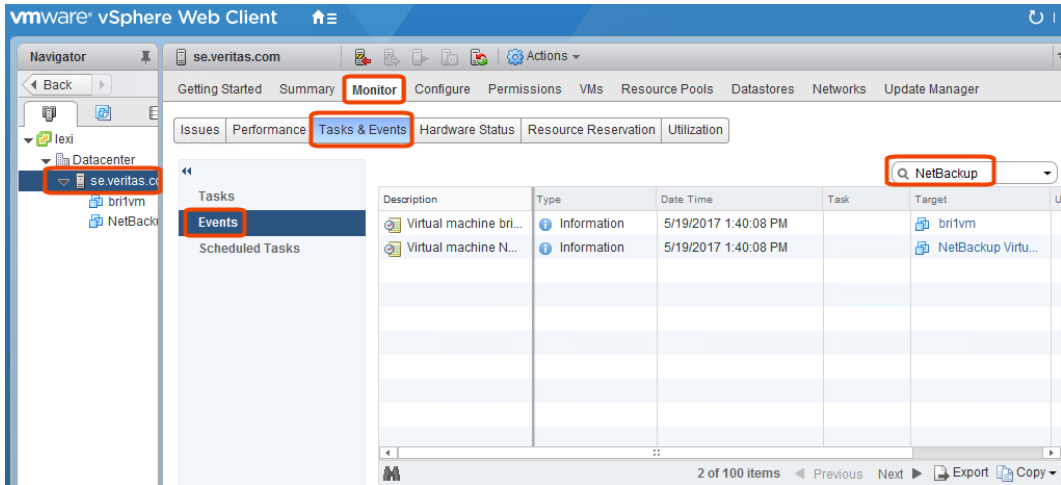 vmware® vSphere Web Client
Navigator
se.veritas.com
Actions
Back
Getting Started Summary Monitor Configure Permissions VMs Resource Pools Datastores Networks Update Manager
Issues Performance Tasks & Events Hardware Status Resource Reservation Utilization
lexi
Datacenter
se.veritas.co
bri1vm
NetBack
NetBackup
Tasks
Events
Scheduled Tasks
Description Type Date Time Task Target U
Virtual machine bri... Information 5/19/2017 1:40:08 PM bri1vm
Virtual machine N... Information 5/19/2017 1:40:08 PM NetBackup Virtu...
2 of 100 items Previous Next Export Copy